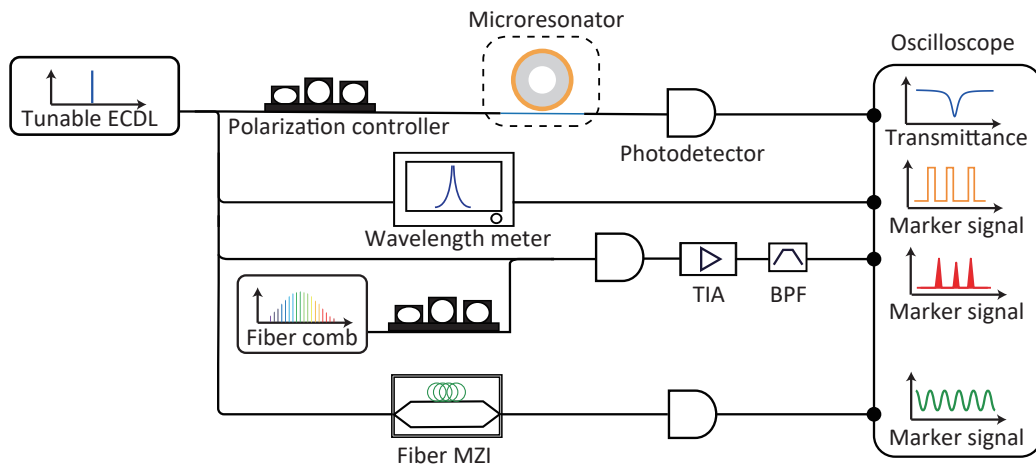 Microresonator
Oscilloscope
Tunable ECDL
Polarization controller
Photodetector
Transmittance
Wavelength meter
Marker signal
TIA
BPF
Fiber comb
Marker signal
Fiber MZI
Marker signal